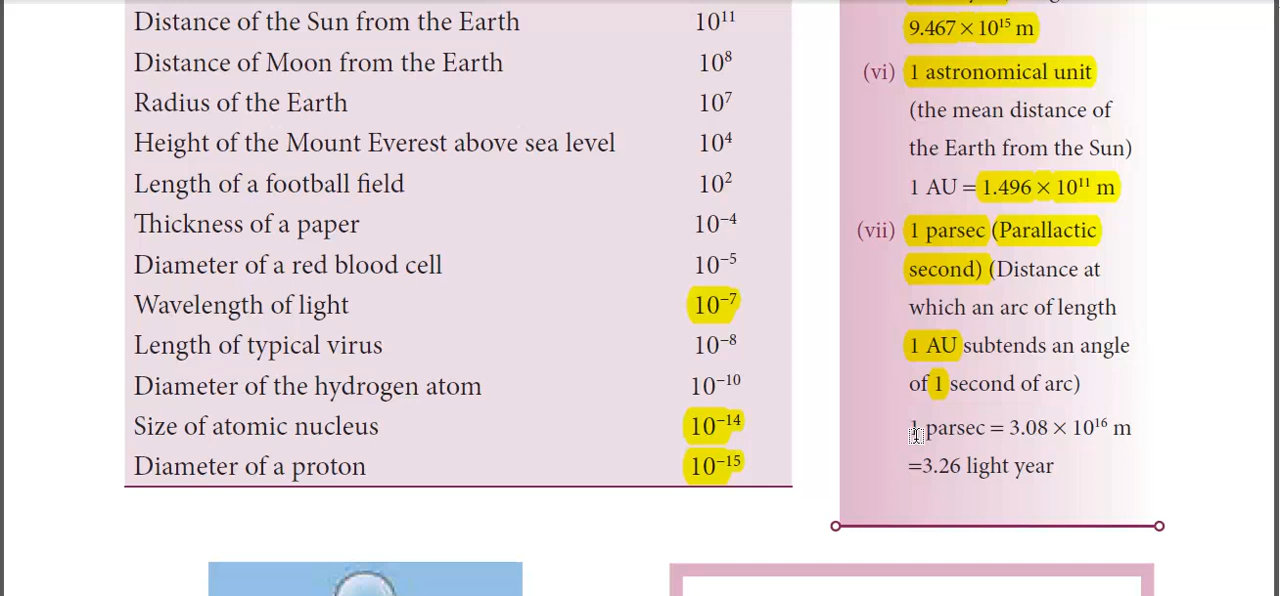 Distance of the Sun from the Earth 10¹¹
Distance of Moon from the Earth 10⁸
Radius of the Earth 10⁷
Height of the Mount Everest above sea level 10⁴
Length of a football field 10²
Thickness of a paper 10⁻⁴
Diameter of a red blood cell 10⁻⁵
Wavelength of light 10⁻⁷
Length of typical virus 10⁻⁸
Diameter of the hydrogen atom 10⁻¹⁰
Size of atomic nucleus 10⁻¹⁴
Diameter of a proton 10⁻¹⁵
9.467 × 10¹⁵ m
(vi) 1 astronomical unit
(the mean distance of
the Earth from the Sun)
1 AU = 1.496 × 10¹¹ m
(vii) 1 parsec (Parallactic
second) (Distance at
which an arc of length
1 AU subtends an angle
of 1 second of arc)
1 parsec = 3.08 × 10¹⁶ m
=3.26 light year